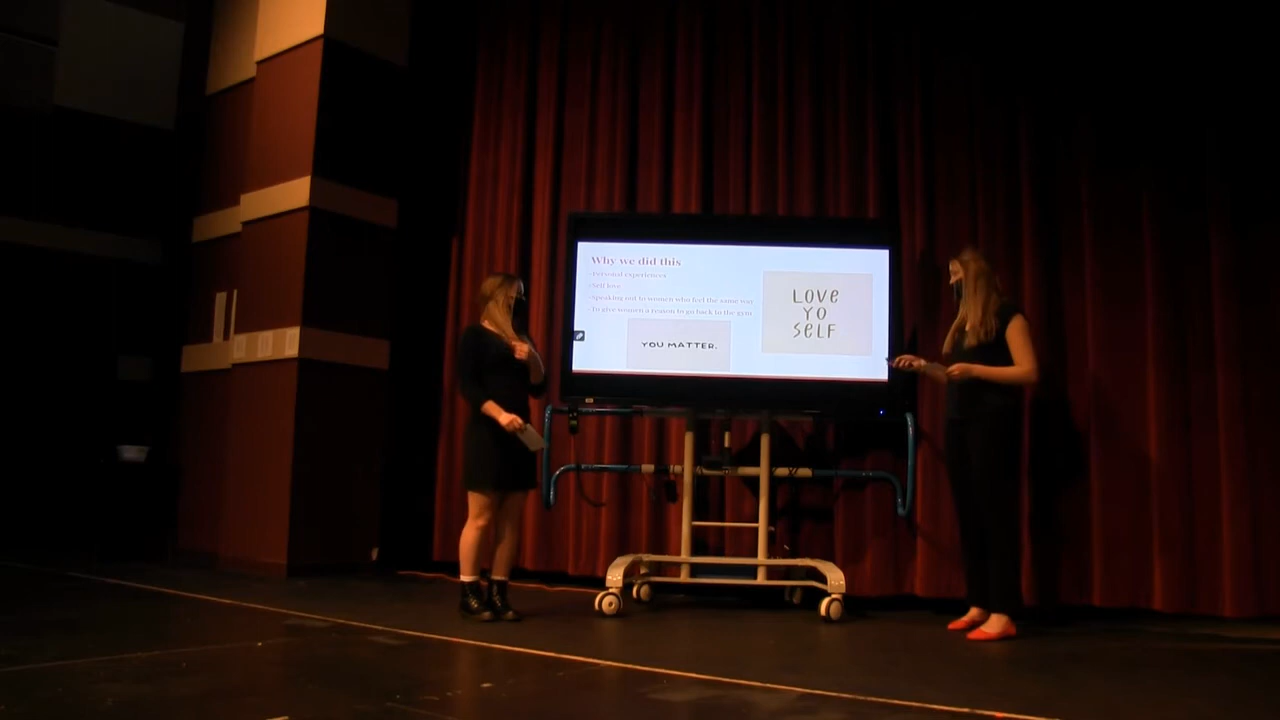 Why we did this
-Personal experiences
-Self love
-Speaking out to women who feel the same way
-To give women a reason to go back to the gym
YOU MATTER.
LOVE
YO
SELF